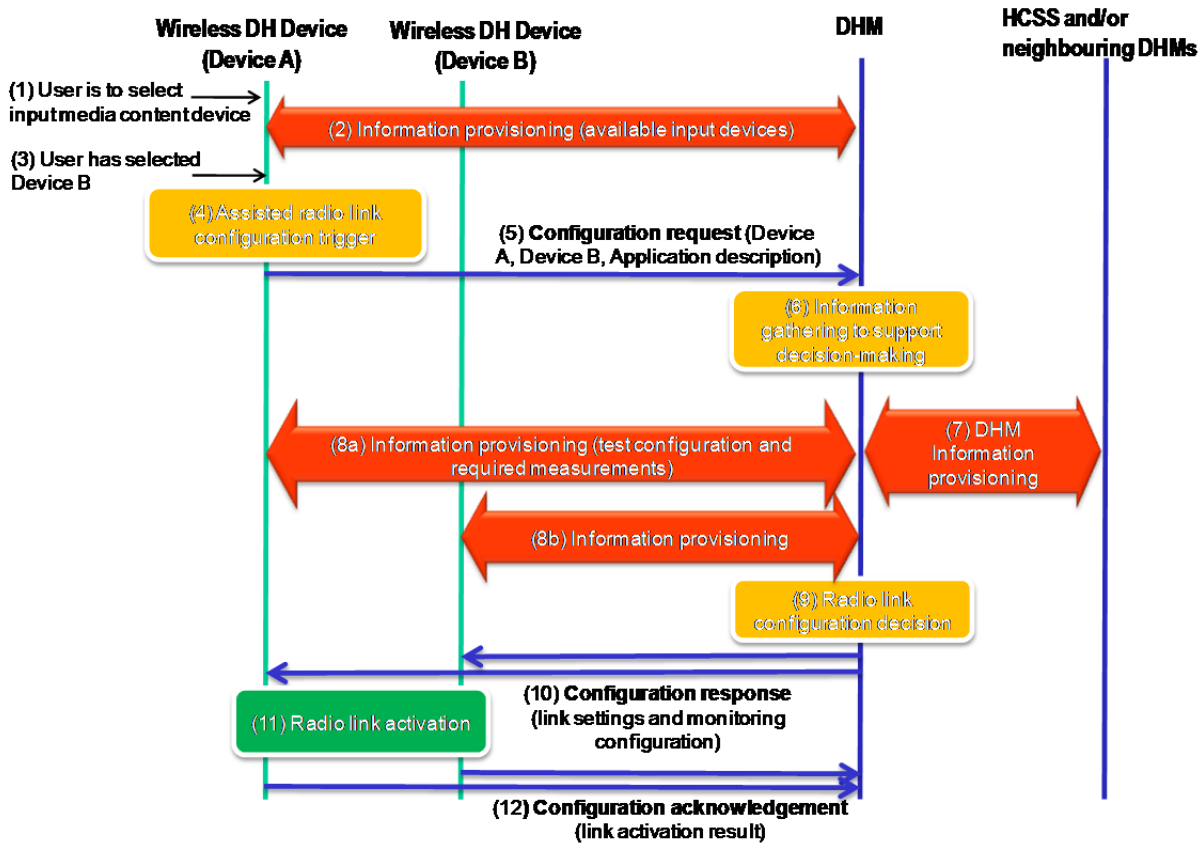 Wireless DH Device
(Device A)
Wireless DH Device
(Device B)
DHM
HCSS and/or
neighbouring DHMs
(1) User is to select
input media content device
(2) Information provisioning (available input devices)
(3) User has selected
Device B
(4) Assisted radio link
configuration trigger
(5) Configuration request (Device
A, Device B, Application description)
(6) Information
gathering to support
decision-making
(7) DHM
Information
provisioning
(8a) Information provisioning (test configuration and
required measurements)
(8b) Information provisioning
(9) Radio link
configuration decision
(10) Configuration response
(link settings and monitoring
configuration)
(11) Radio link activation
(12) Configuration acknowledgement
(link activation result)